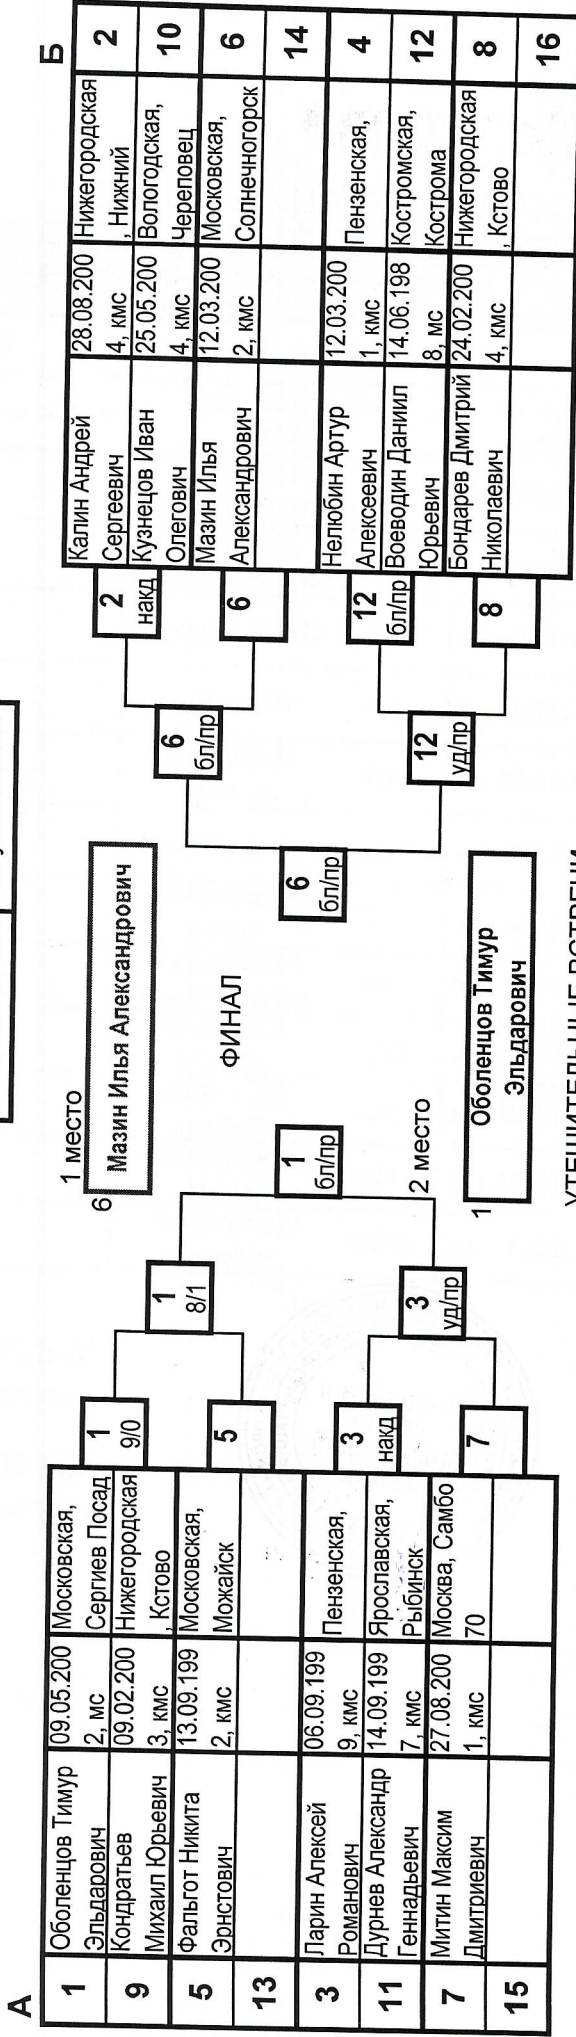 А
1
Оболенцов Тимур
Эльдарович
09.05.200
2, мс
Московская,
Сергиев Посад
9
Кондратьев
Михаил Юрьевич
09.02.200
3, кмс
Нижегородская
, Кстово
5
Фальгот Никита
Эрнстович
13.09.199
2, кмс
Московская,
Можайск
13
3
Ларин Алексей
Романович
06.09.199
9, кмс
Пензенская,
11
Дурнев Александр
Геннадьевич
14.09.199
7, кмс
Ярославская,
Рыбинск
7
Митин Максим
Дмитриевич
27.08.200
1, кмс
Москва, Самбо
70
15
1
9/0
5
3
накд
7
1
8/1
3
уд/пр
1
бл/пр
1 место
6
Мазин Илья Александрович
ФИНАЛ
2 место
1
Оболенцов Тимур
Эльдарович
6
бл/пр
6
бл/пр
12
уд/пр
2
накд
6
12
бл/пр
8
Б
Калин Андрей
Сергеевич
28.08.200
4, кмс
Нижегородская
, Нижний
2
Кузнецов Иван
Олегович
25.05.200
4, кмс
Вологодская,
Череповец
10
Мазин Илья
Александрович
12.03.200
2, кмс
Московская,
Солнечногорск
6
14
Нелюбин Артур
Алексеевич
12.03.200
1, кмс
Пензенская,
4
Воеводин Даниил
Юрьевич
14.06.198
8, мс
Костромская,
Кострома
12
Бондарев Дмитрий
Николаевич
24.02.200
4, кмс
Нижегородская
, Кстово
8
16
УТЕШИТЕЛЬНЫЕ ВСТРЕЧИ